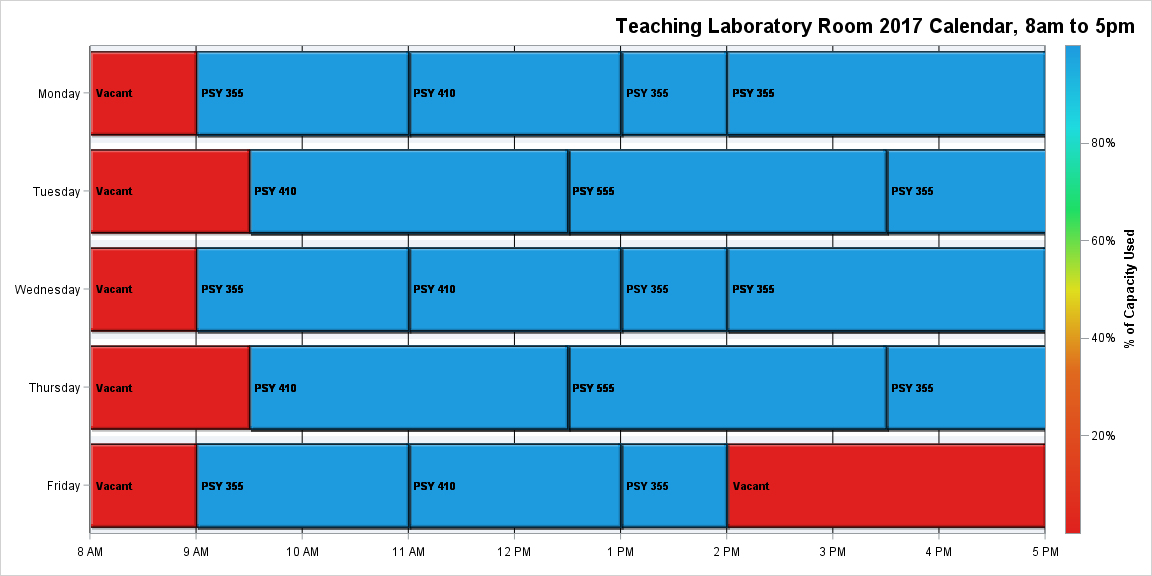 Teaching Laboratory Room 2017 Calendar, 8am to 5pm
Monday Vacant PSY 355 PSY 410 PSY 355 PSY 355
Tuesday Vacant PSY 410 PSY 555 PSY 355
Wednesday Vacant PSY 355 PSY 410 PSY 355 PSY 355
Thursday Vacant PSY 410 PSY 555 PSY 355
Friday Vacant PSY 355 PSY 410 PSY 355 Vacant
8 AM 9 AM 10 AM 11 AM 12 PM 1 PM 2 PM 3 PM 4 PM 5 PM
80%
60%
40%
20%
% of Capacity Used